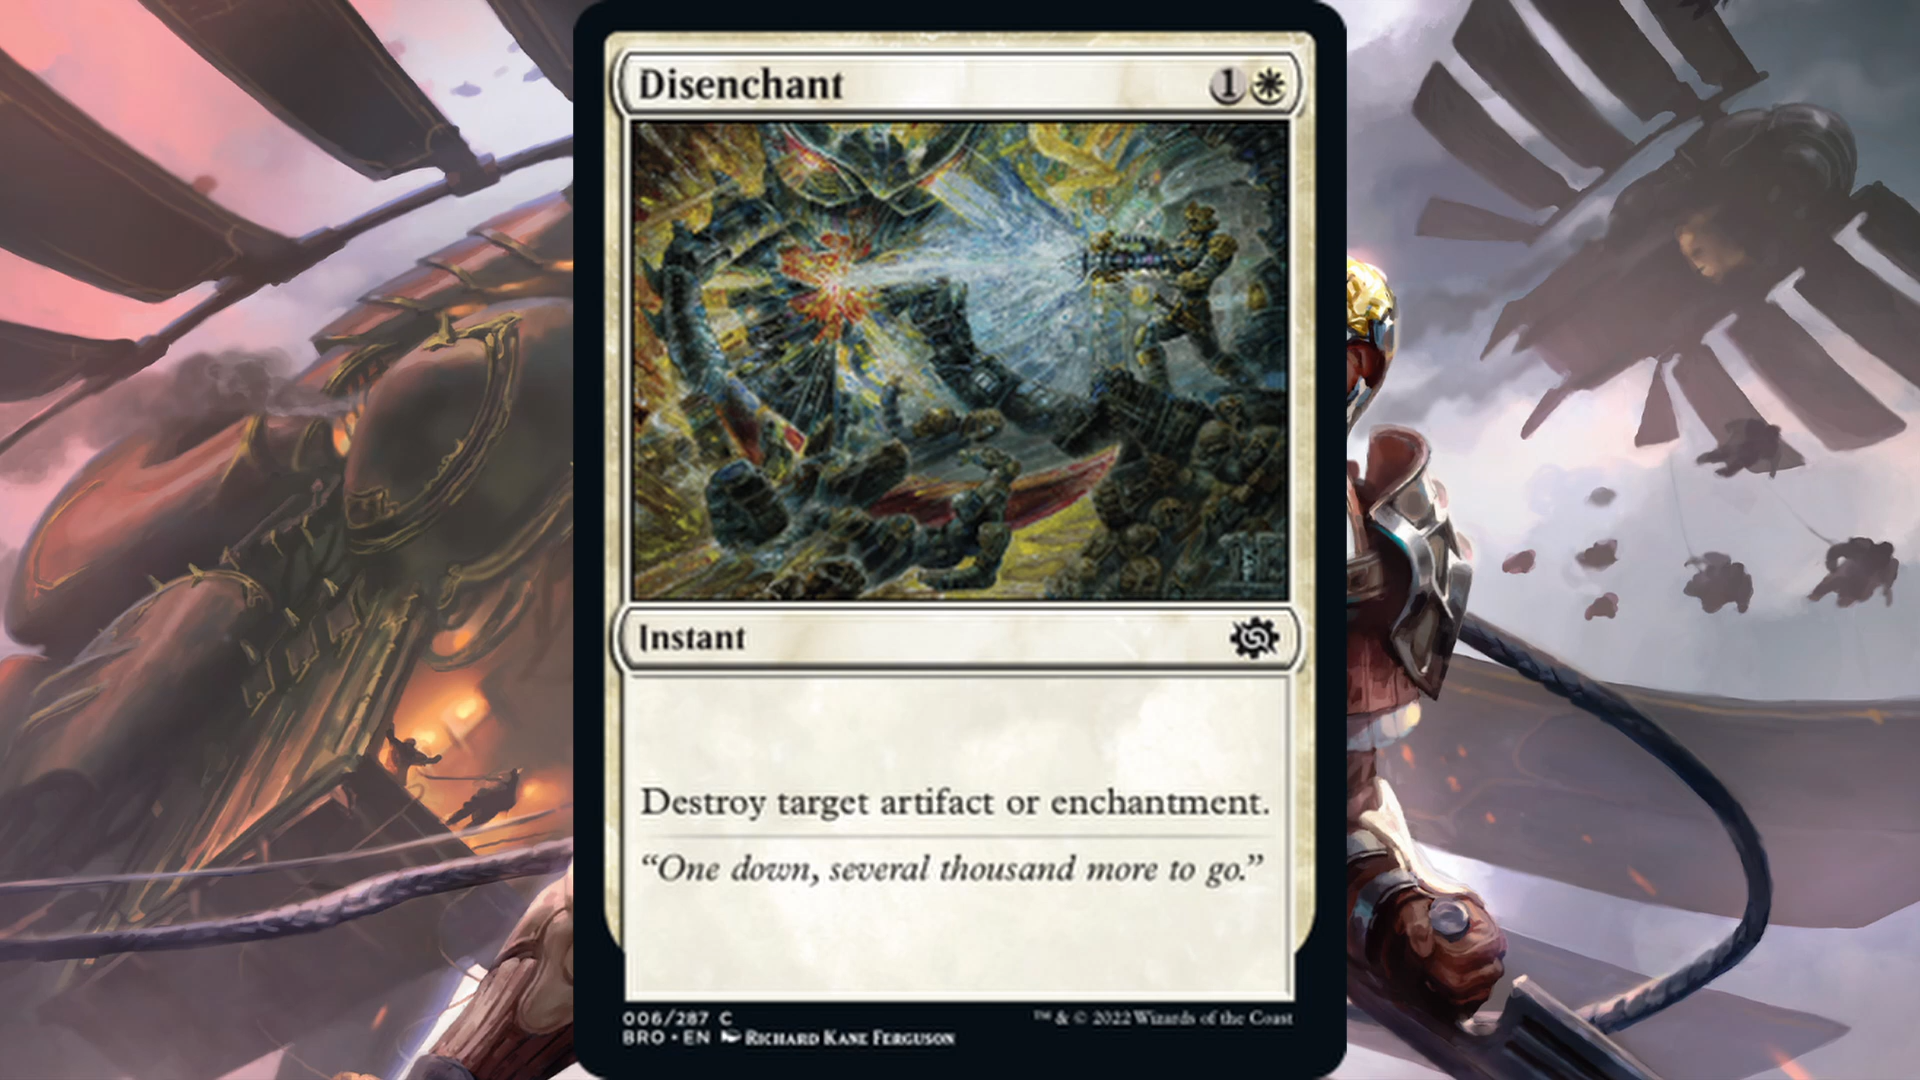 Disenchant 1
Instant
Destroy target artifact or enchantment.
“One down, several thousand more to go.”
006/287 C
BRO • EN RICHARD KANE FERGUSON
™ & © 2022 Wizards of the Coast